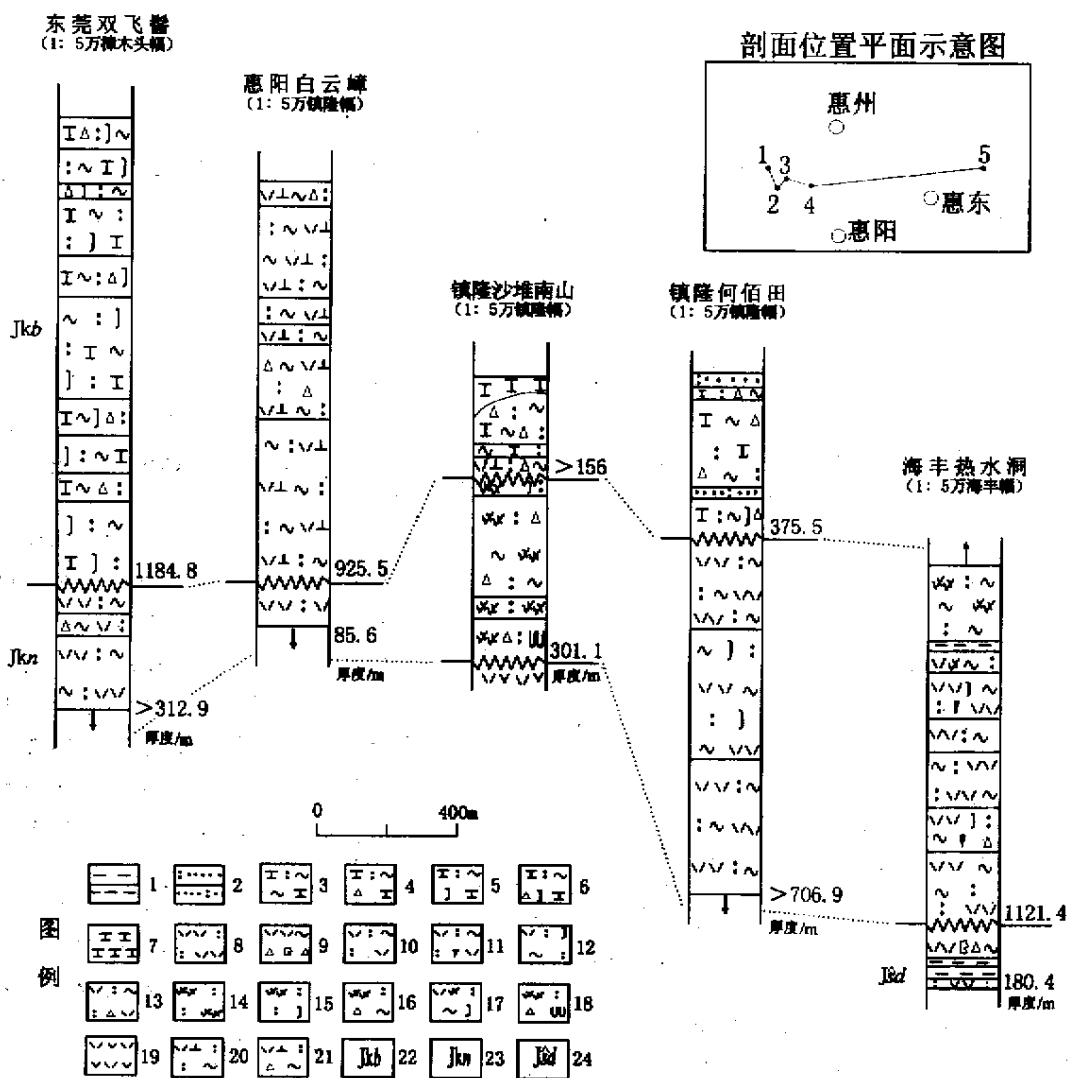 东莞双飞髻
(1: 5万樟木头幅)
惠阳白云嶂
(1: 5万镇隆幅)
剖面位置平面示意图
惠州
1
3
5
2
4
惠东
惠阳
镇隆沙堆南山
(1: 5万镇隆幅)
镇隆何佰田
(1: 5万镇隆幅)
海丰热水洞
(1: 5万海丰幅)
Jkb
>156
375.5
1184.8
925.5
Jkn
85.6
厚度/m
301.1
厚度/m
>312.9
厚度/m
0
400m
>706.9
厚度/m
1121.4
180.4
厚度/m
图例
1
2
3
4
5
6
7
8
9
10
11
12
13
14
15
16
17
18
19
20
21
Jkb 22
Jkn 23
24